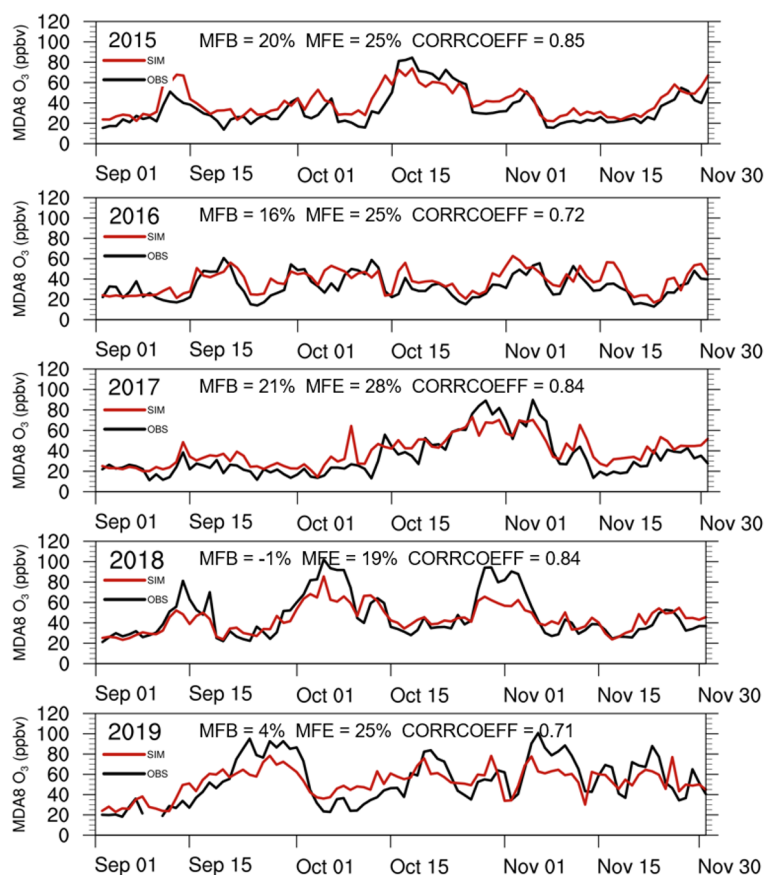 120
2015 MFB = 20% MFE = 25% CORRCOEFF = 0.85
100
80
SIM
60
OBS
40
20
0
MDA8 O₃ (ppbv)
Sep 01 Sep 15 Oct 01 Oct 15 Nov 01 Nov 15 Nov 30
120
2016 MFB = 16% MFE = 25% CORRCOEFF = 0.72
100
80
SIM
60
OBS
40
20
0
MDA8 O₃ (ppbv)
Sep 01 Sep 15 Oct 01 Oct 15 Nov 01 Nov 15 Nov 30
120
2017 MFB = 21% MFE = 28% CORRCOEFF = 0.84
100
80
SIM
60
OBS
40
20
0
MDA8 O₃ (ppbv)
Sep 01 Sep 15 Oct 01 Oct 15 Nov 01 Nov 15 Nov 30
120
2018 MFB = -1% MFE = 19% CORRCOEFF = 0.84
100
80
SIM
60
OBS
40
20
0
MDA8 O₃ (ppbv)
Sep 01 Sep 15 Oct 01 Oct 15 Nov 01 Nov 15 Nov 30
120
2019 MFB = 4% MFE = 25% CORRCOEFF = 0.71
100
80
SIM
60
OBS
40
20
0
MDA8 O₃ (ppbv)
Sep 01 Sep 15 Oct 01 Oct 15 Nov 01 Nov 15 Nov 30